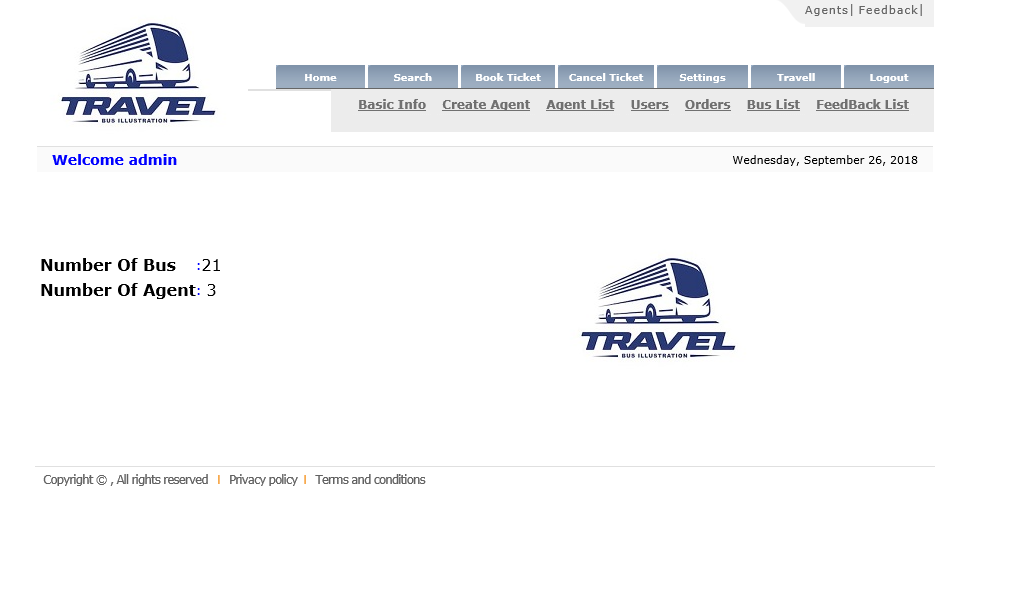 Agents| Feedback|
TRAVEL
BUS ILLUSTRATION
Home Search Book Ticket Cancel Ticket Settings Travell Logout
Basic Info Create Agent Agent List Users Orders Bus List FeedBack List
Welcome admin Wednesday, September 26, 2018
Number Of Bus :21
Number Of Agent: 3
TRAVEL
BUS ILLUSTRATION
Copyright © , All rights reserved | Privacy policy | Terms and conditions